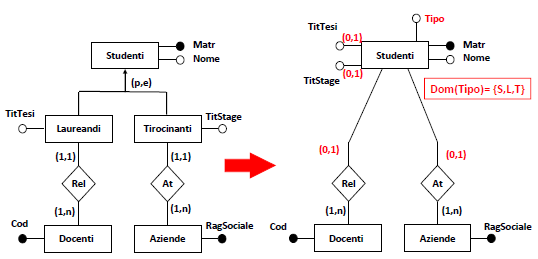 Studenti
Matr
Nome
(p,e)
TitTesi
Laureandi
Tirocinanti
TitStage
(1,1)
(1,1)
Rel
At
(1,n)
(1,n)
Cod
Docenti
Aziende
RagSociale
Tipo
TitTesi
(0,1)
Studenti
Matr
Nome
TitStage
(0,1)
Dom(Tipo)= {S,L,T}
(0,1)
(0,1)
Rel
At
(1,n)
(1,n)
Cod
Docenti
Aziende
RagSociale